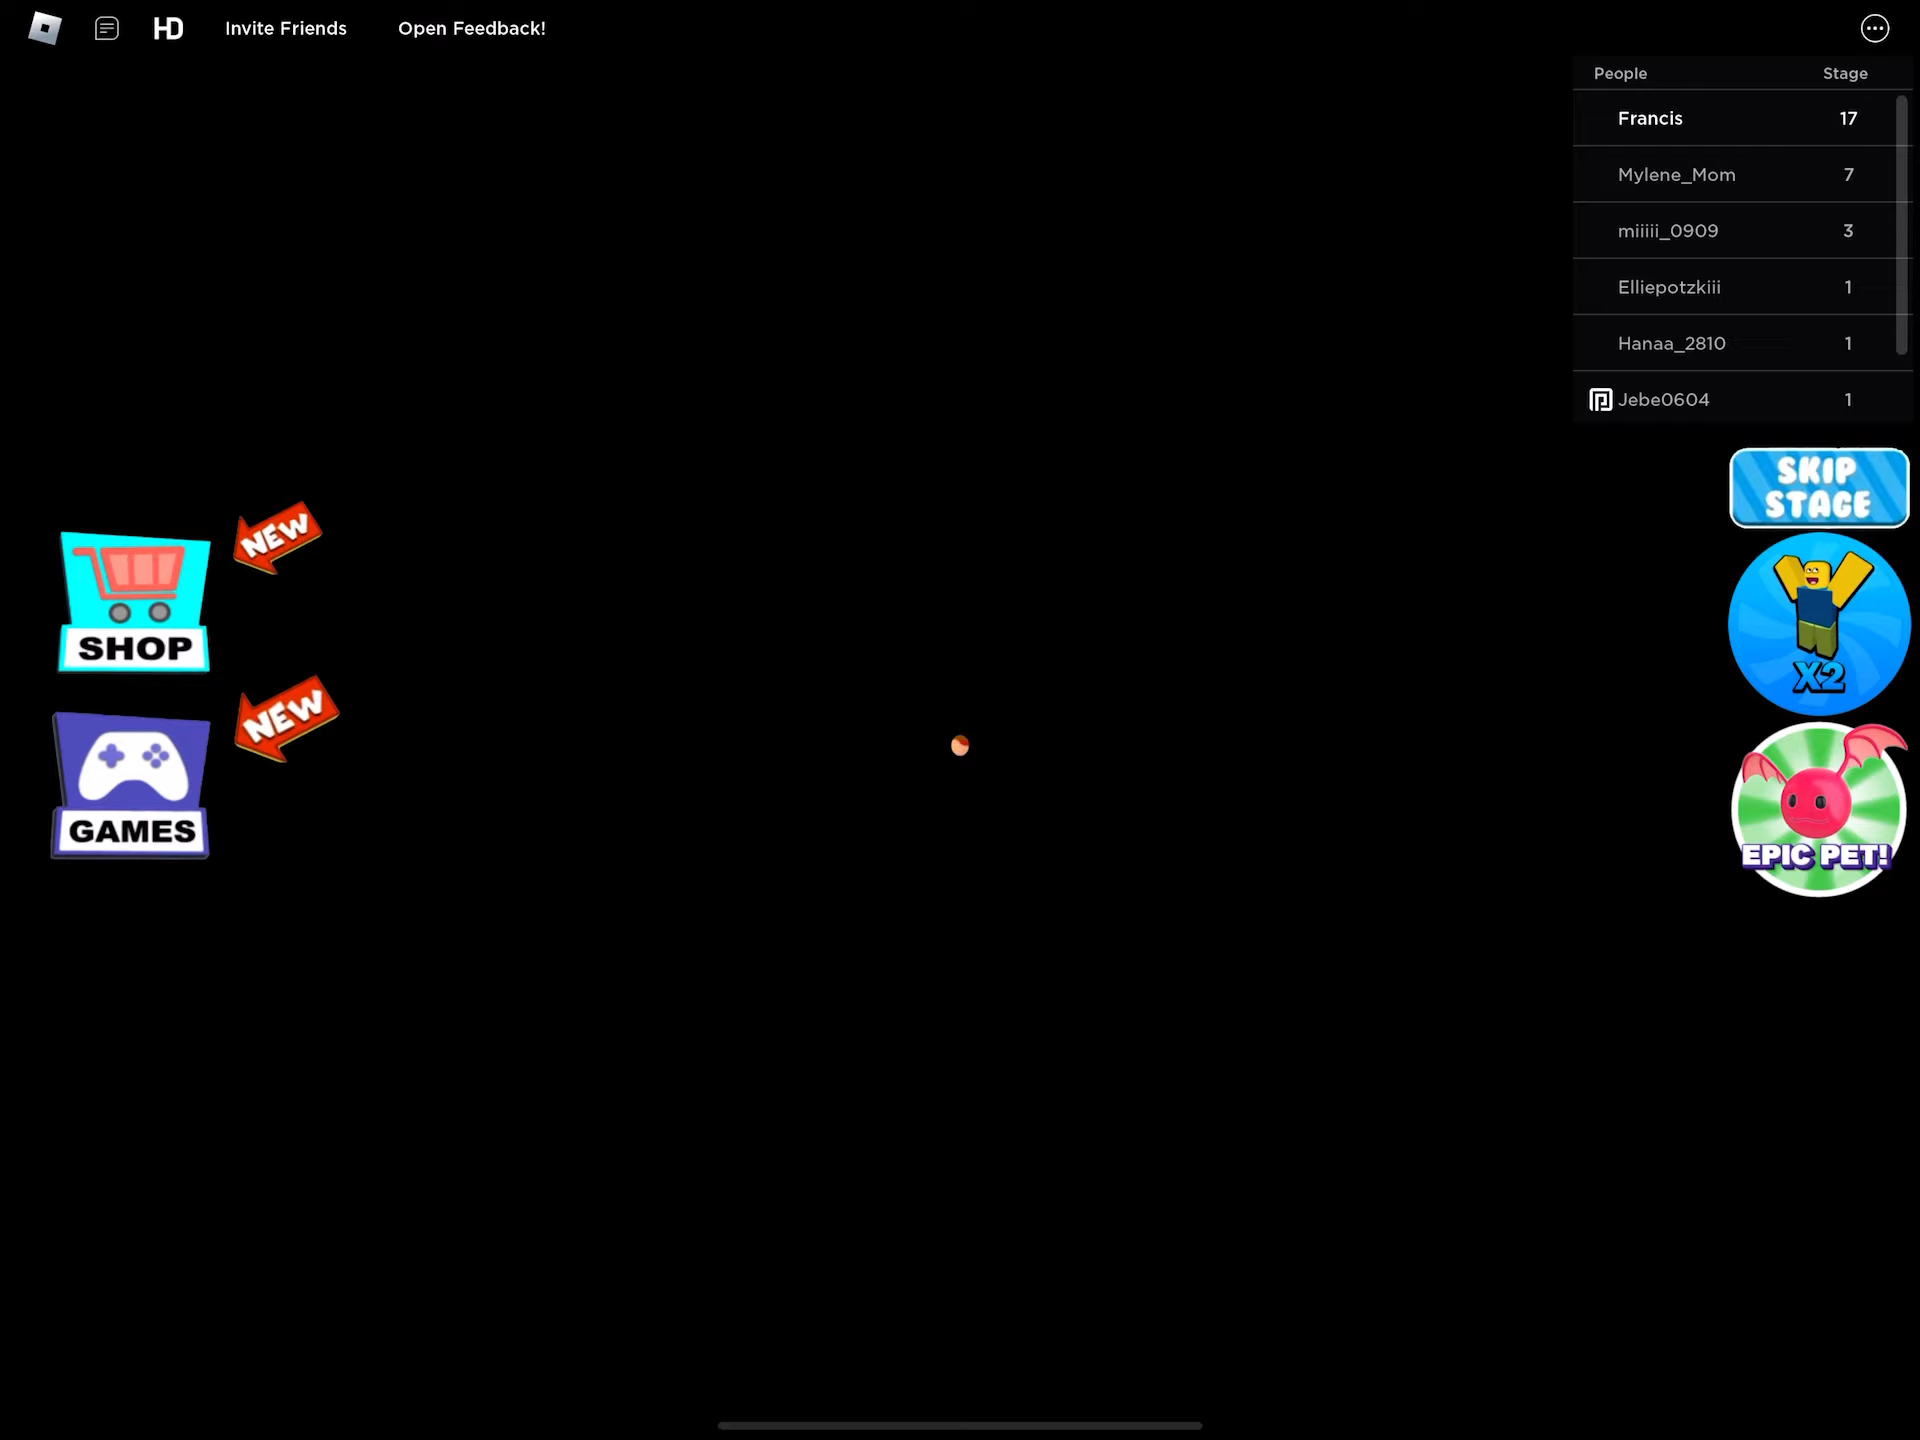 HD Invite Friends Open Feedback!
People Stage
Francis 17
Mylene_Mom 7
miiiii_0909 3
Elliepotzkiii 1
Hanaa_2810 1
Jebe0604 1
SKIP
STAGE
NEW
SHOP
X2
NEW
GAMES
EPIC PET!